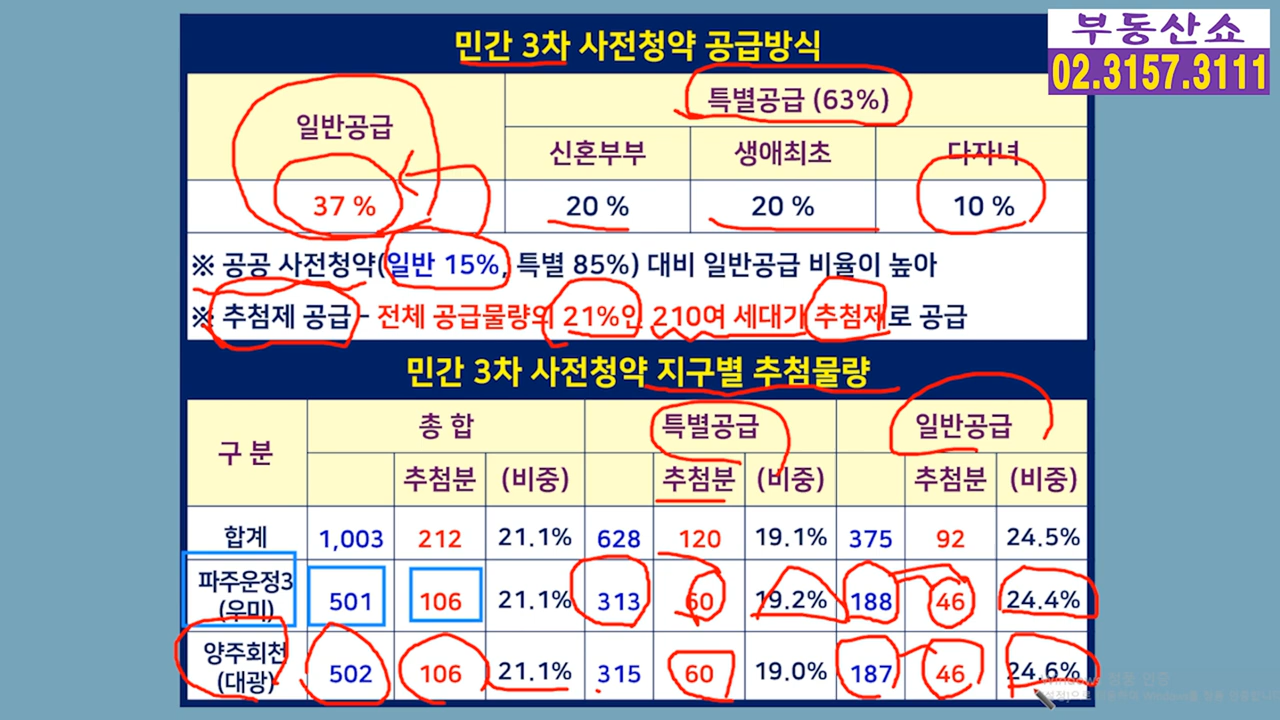 부동산쇼
02.3157.3111
민간 3차 사전청약 공급방식
일반공급 특별공급 (63%)
신혼부부 생애최초 다자녀
37 % 20 % 20 % 10 %
※ 공공 사전청약(일반 15%, 특별 85%) 대비 일반공급 비율이 높아
※ 추첨제 공급 - 전체 공급물량의 21%인 210여 세대가 추첨제로 공급
민간 3차 사전청약 지구별 추첨물량
구 분 총 합 특별공급 일반공급
추첨분 (비중) 추첨분 (비중) 추첨분 (비중)
합계 1,003 212 21.1% 628 120 19.1% 375 92 24.5%
파주운정3
(우미) 501 106 21.1% 313 60 19.2% 188 46 24.4%
양주회천
(대광) 502 106 21.1% 315 60 19.0% 187 46 24.6%
Windows 정품 인증